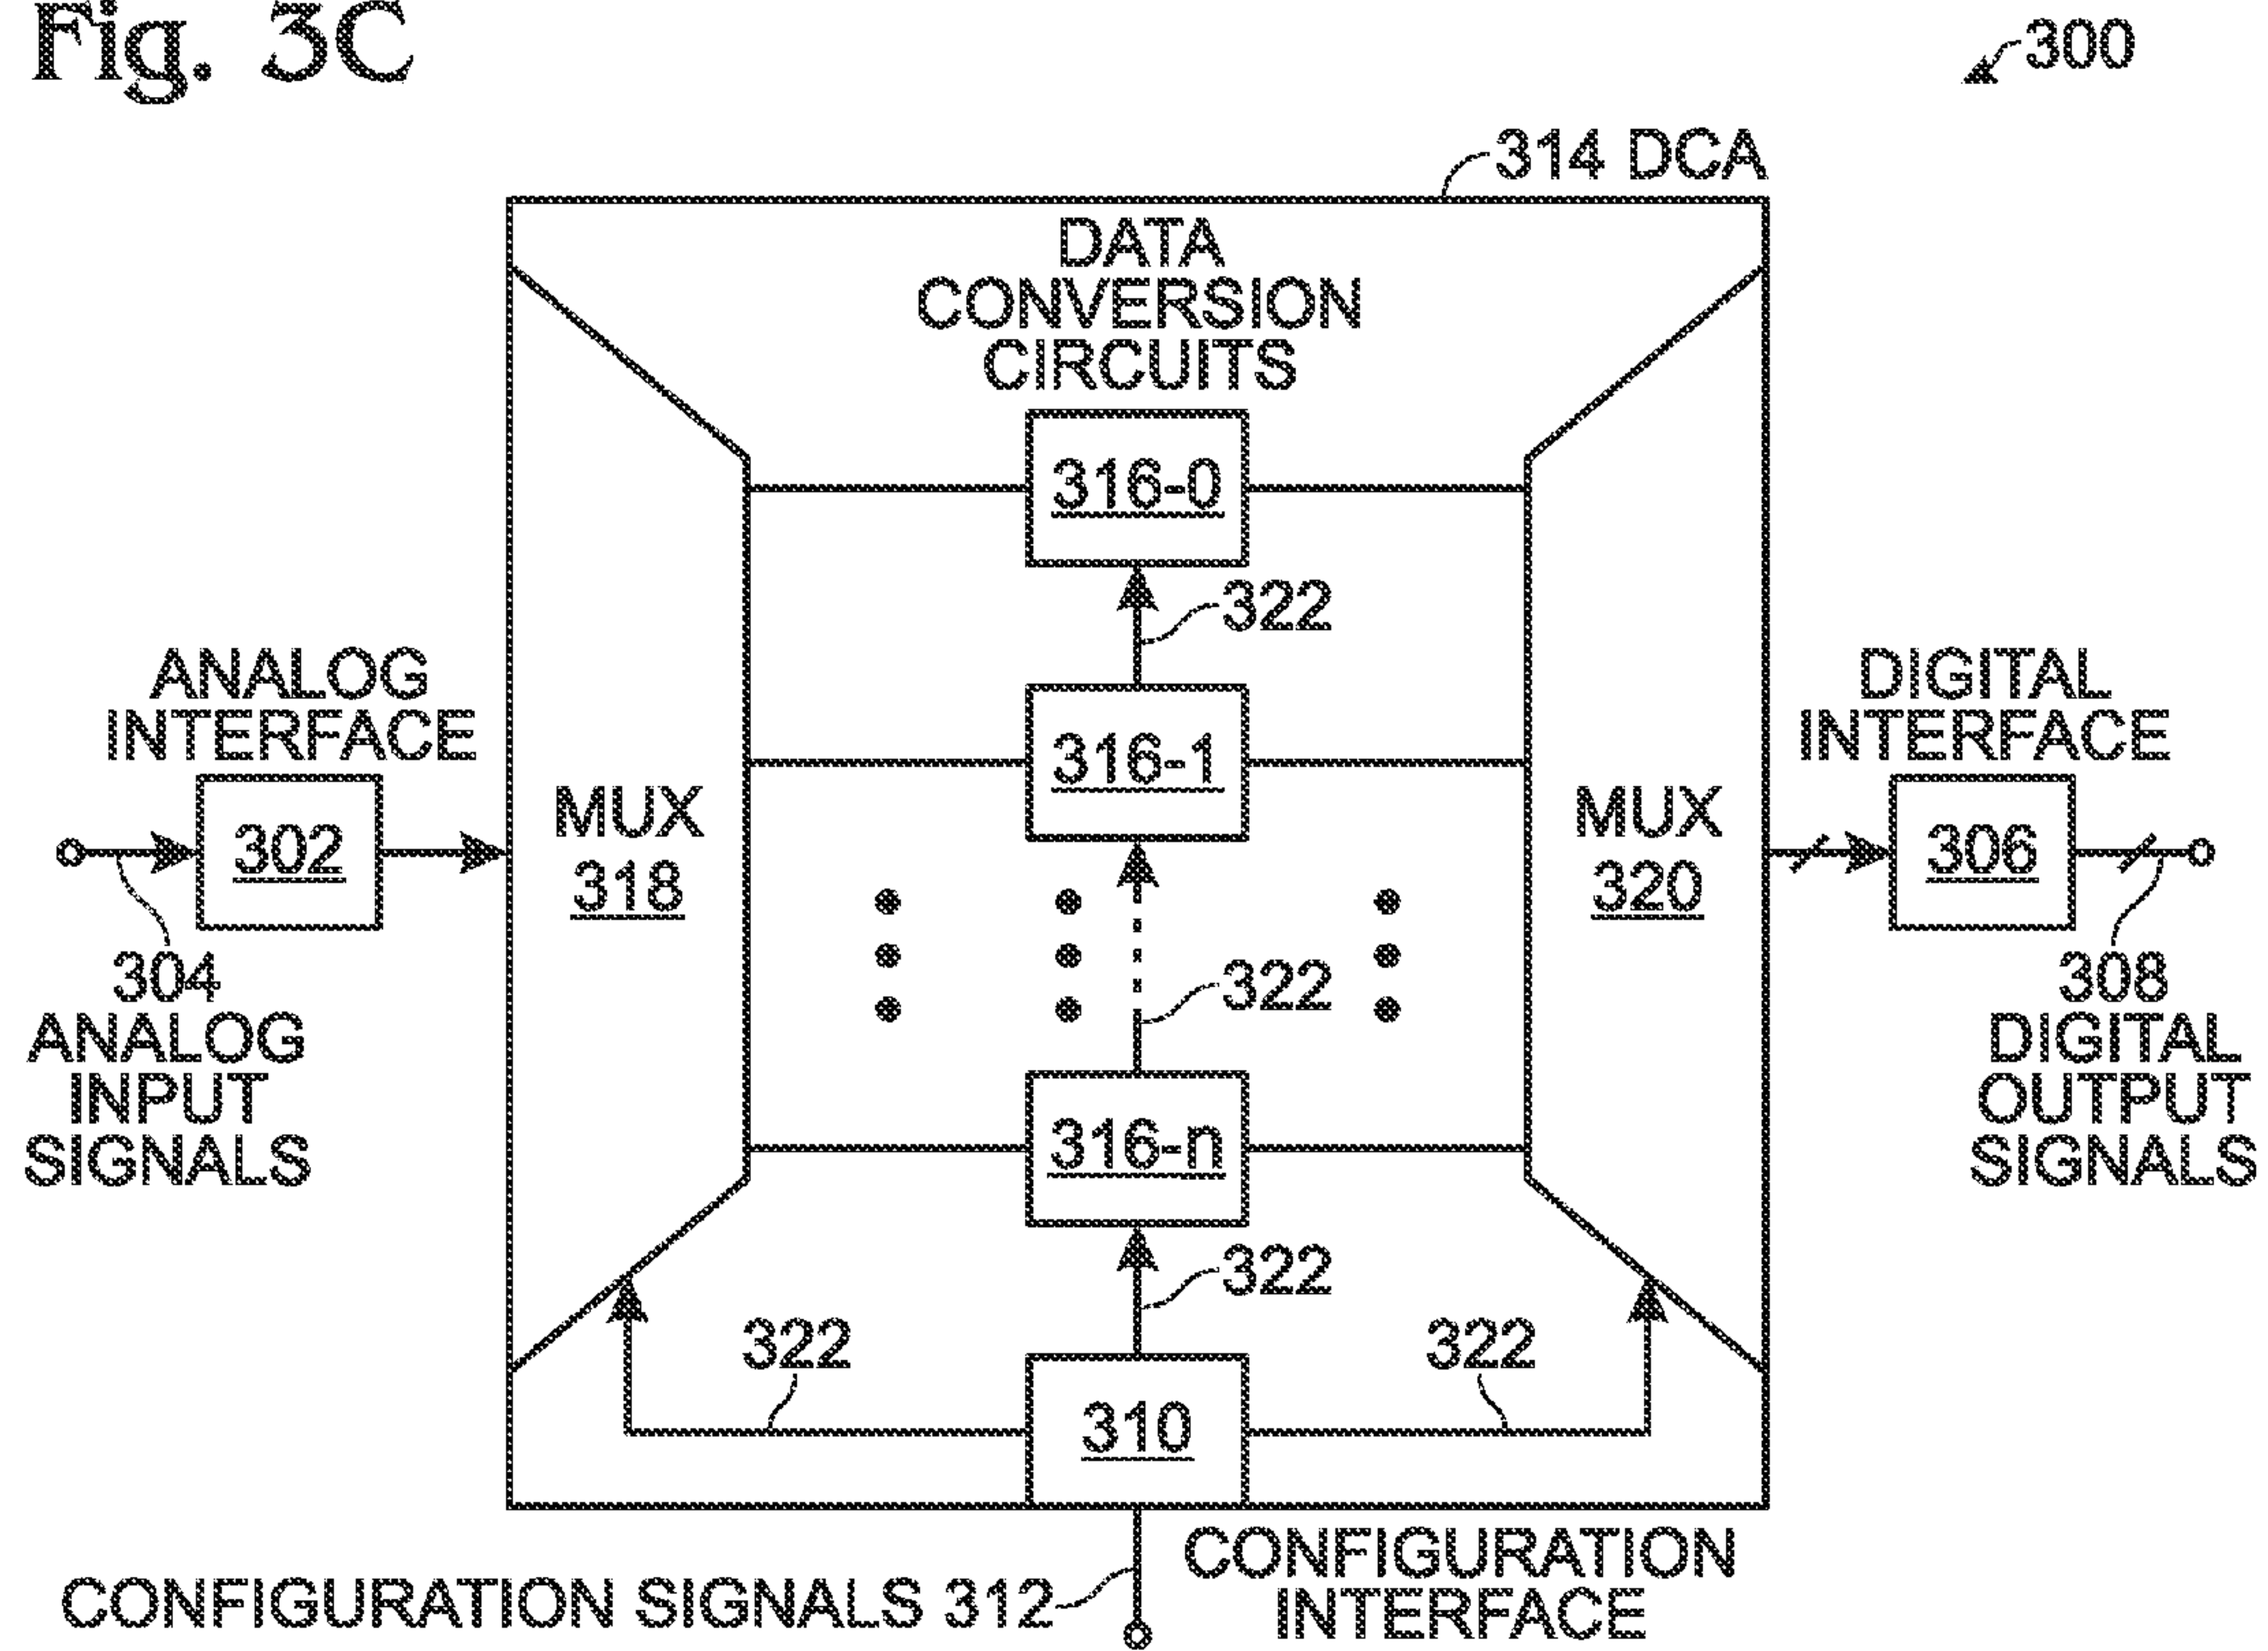 Fig. 3C
300
314 DCA
DATA
CONVERSION
CIRCUITS
316-0
322
ANALOG
INTERFACE
DIGITAL
INTERFACE
316-1
MUX
318
MUX
320
302
306
304
ANALOG
INPUT
SIGNALS
322
308
DIGITAL
OUTPUT
SIGNALS
316-n
322
322
322
310
CONFIGURATION SIGNALS 312
CONFIGURATION
INTERFACE